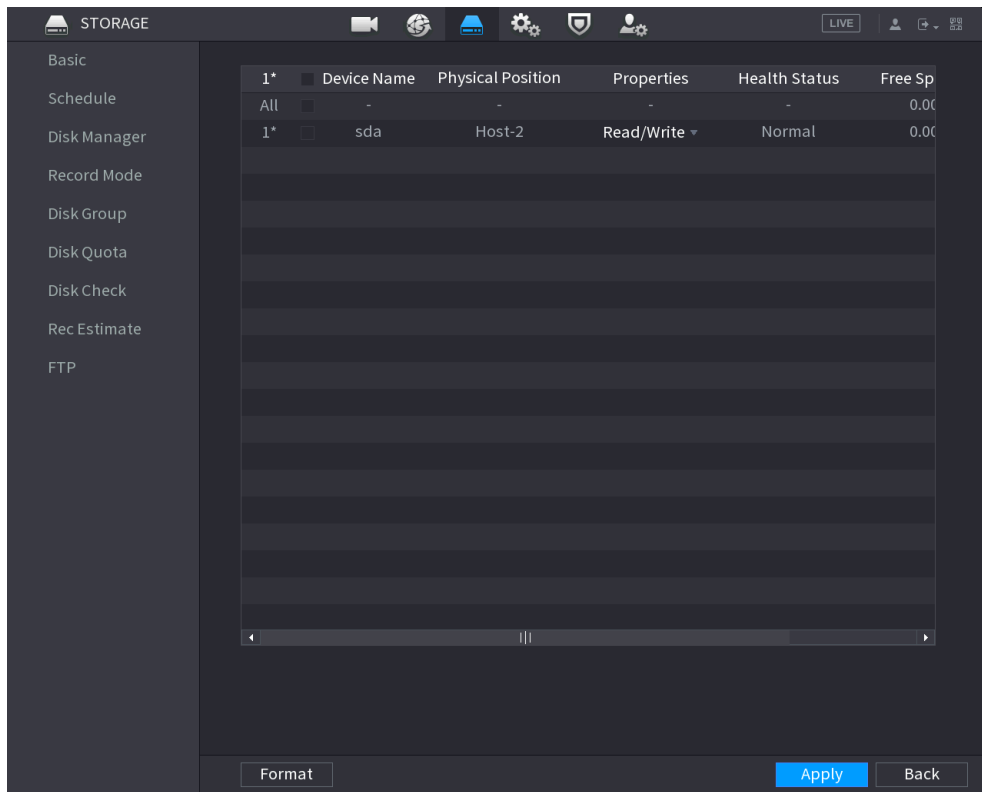 STORAGE LIVE
Basic
Schedule
Disk Manager
Record Mode
Disk Group
Disk Quota
Disk Check
Rec Estimate
FTP
1* Device Name Physical Position Properties Health Status Free Sp
All - - - - 0.00
1* sda Host-2 Read/Write Normal 0.00
Format Apply Back